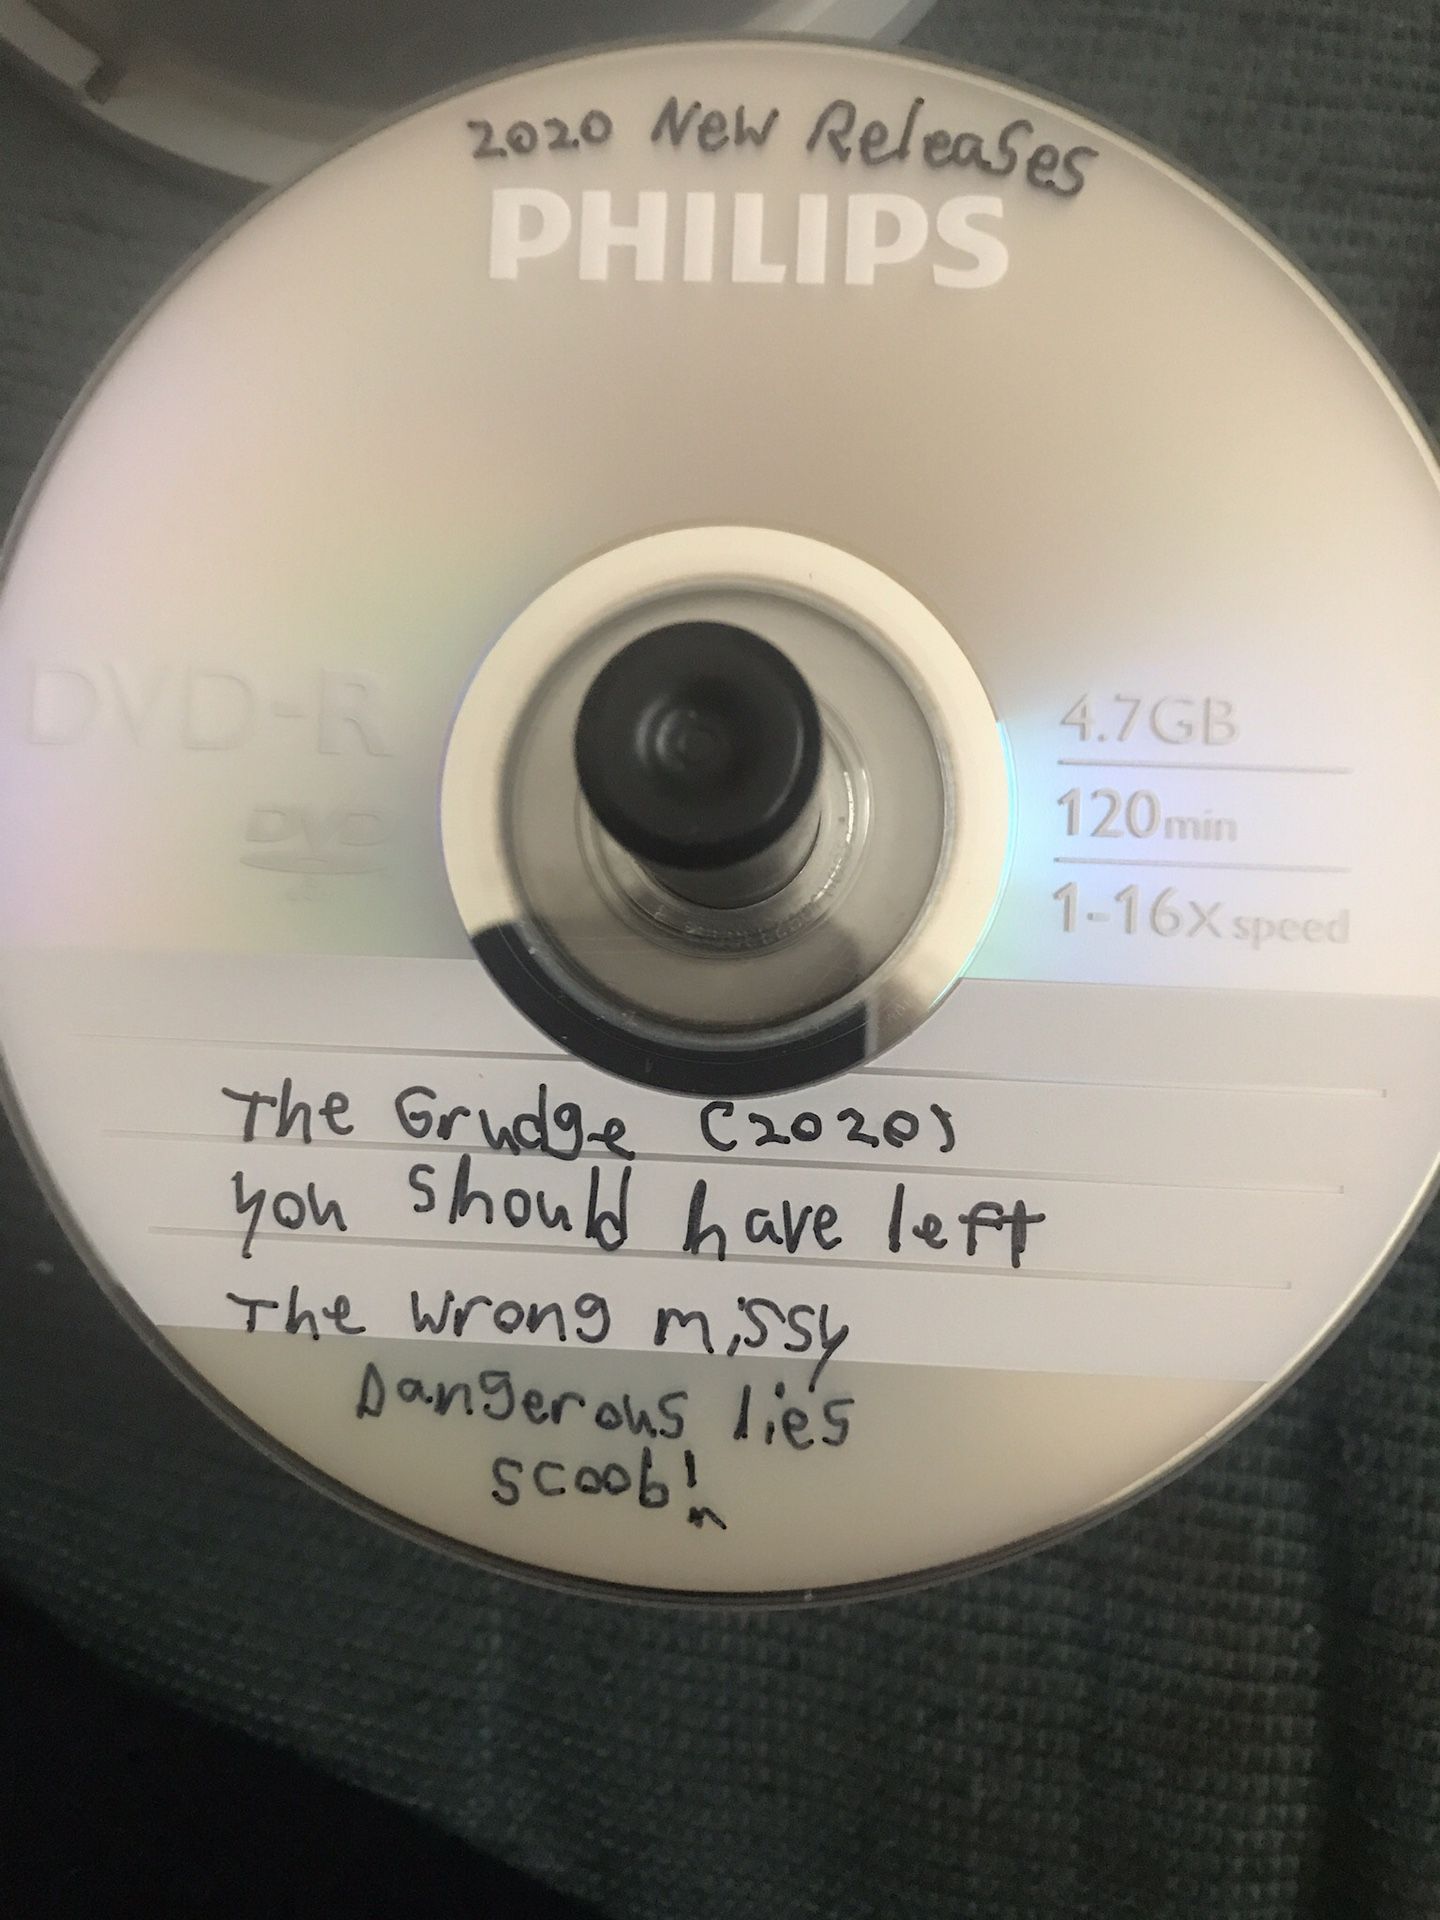 2020 New Releases
PHILIPS
DVD-R
DVD
4.7GB
120min
1-16X speed
The Grudge (2020)
you should have left
The wrong missy
Dangerous lies
scoob!